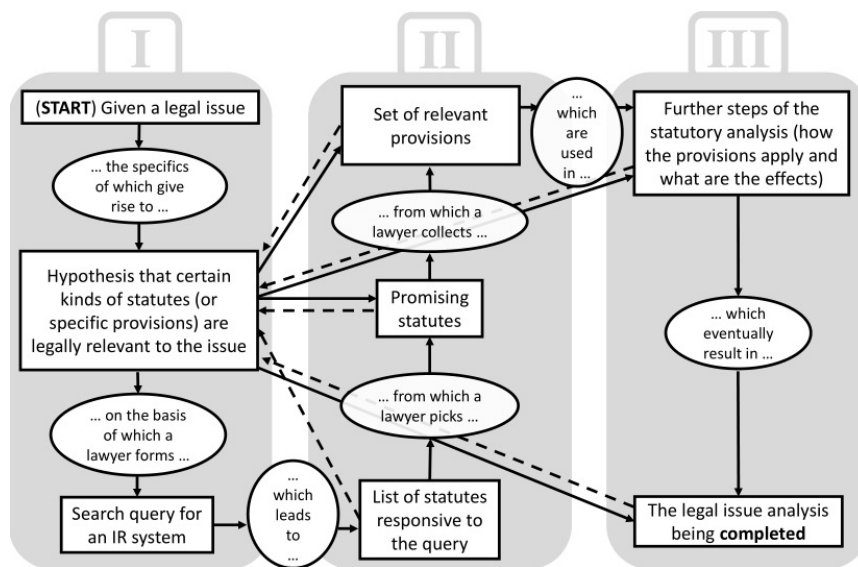 I
(START) Given a legal issue
… the specifics
of which give
rise to …
Hypothesis that certain
kinds of statutes (or
specific provisions) are
legally relevant to the issue
… on the basis
of which a
lawyer forms …
Search query for
an IR system
…
which
leads to
…
II
Set of relevant
provisions
… from which a
lawyer collects …
Promising
statutes
… from which a
lawyer picks …
List of statutes
responsive to
the query
…
which are
used in …
III
Further steps of the
statutory analysis (how
the provisions apply and
what are the effects)
… which
eventually
result in …
The legal issue analysis
being completed